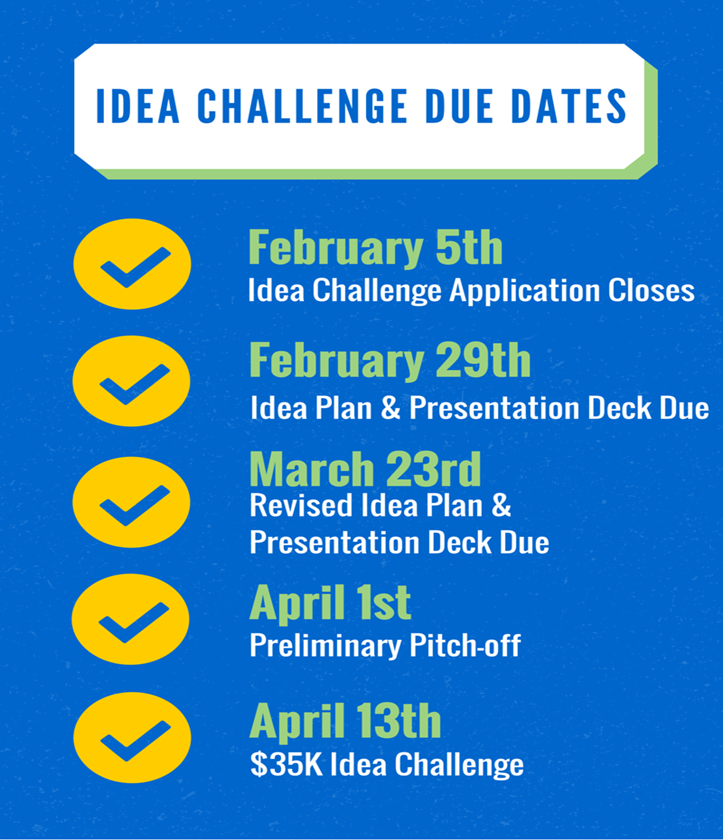 IDEA CHALLENGE DUE DATES
February 5th
Idea Challenge Application Closes
February 29th
Idea Plan & Presentation Deck Due
March 23rd
Revised Idea Plan &
Presentation Deck Due
April 1st
Preliminary Pitch-off
April 13th
$35K Idea Challenge